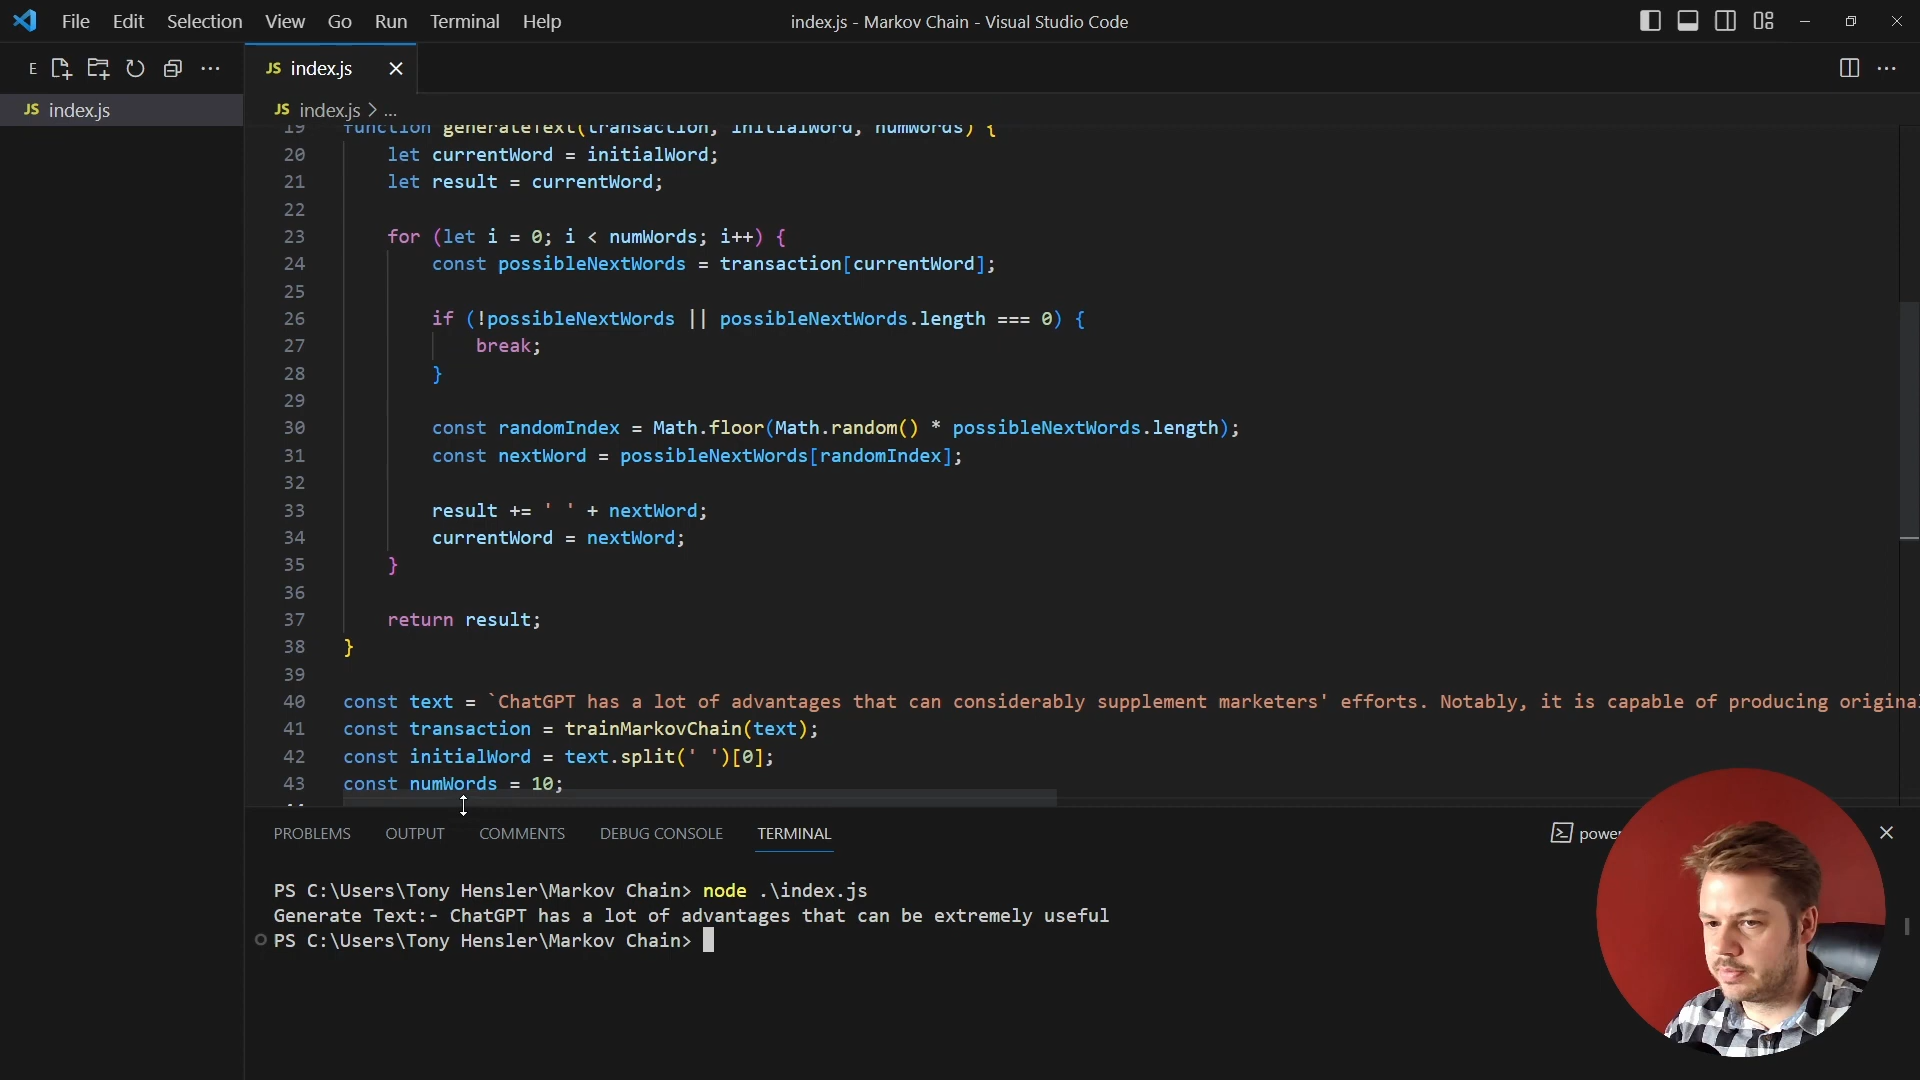 File Edit Selection View Go Run Terminal Help
index.js - Markov Chain - Visual Studio Code
E
JS index.js
JS index.js
JS index.js > ...
19 function generateText(transaction, initialWord, numWords) {
20 let currentWord = initialWord;
21 let result = currentWord;
22
23 for (let i = 0; i < numWords; i++) {
24 const possibleNextWords = transaction[currentWord];
25
26 if (!possibleNextWords || possibleNextWords.length === 0) {
27 break;
28 }
29
30 const randomIndex = Math.floor(Math.random() * possibleNextWords.length);
31 const nextWord = possibleNextWords[randomIndex];
32
33 result += ' ' + nextWord;
34 currentWord = nextWord;
35 }
36
37 return result;
38 }
39
40 const text = `ChatGPT has a lot of advantages that can considerably supplement marketers' efforts. Notably, it is capable of producing origina
41 const transaction = trainMarkovChain(text);
42 const initialWord = text.split(' ')[0];
43 const numWords = 10;
PROBLEMS OUTPUT COMMENTS DEBUG CONSOLE TERMINAL
power
PS C:\Users\Tony Hensler\Markov Chain> node .\index.js
Generate Text:- ChatGPT has a lot of advantages that can be extremely useful
PS C:\Users\Tony Hensler\Markov Chain>